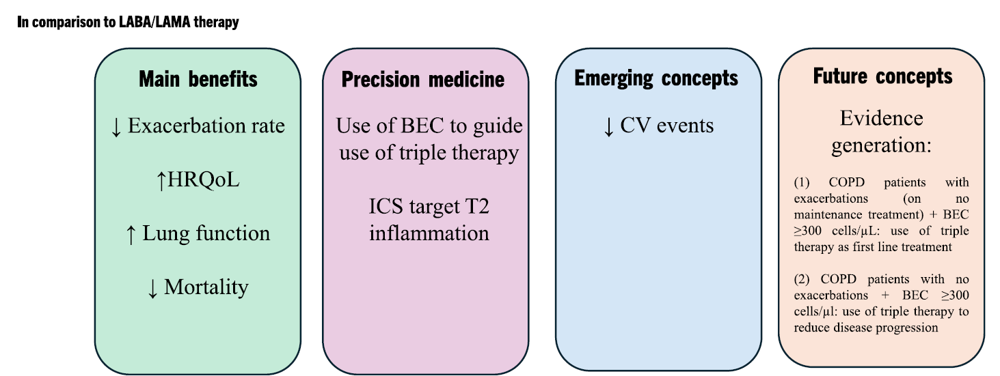 In comparison to LABA/LAMA therapy
Main benefits
↓ Exacerbation rate
↑HRQoL
↑ Lung function
↓ Mortality
Precision medicine
Use of BEC to guide
use of triple therapy
ICS target T2
inflammation
Emerging concepts
↓ CV events
Future concepts
Evidence
generation:
(1) COPD patients with
exacerbations (on no
maintenance treatment) + BEC
≥300 cells/µL: use of triple
therapy as first line treatment
(2) COPD patients with no
exacerbations + BEC ≥300
cells/µl: use of triple therapy to
reduce disease progression